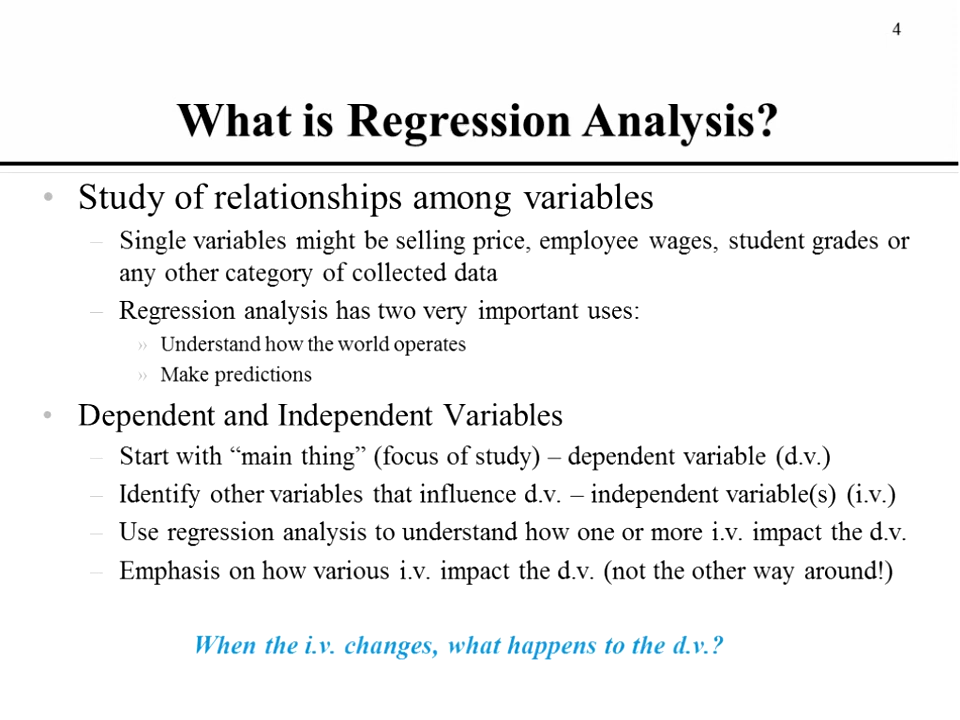 4
What is Regression Analysis?
• Study of relationships among variables
– Single variables might be selling price, employee wages, student grades or
any other category of collected data
– Regression analysis has two very important uses:
» Understand how the world operates
» Make predictions
• Dependent and Independent Variables
– Start with “main thing” (focus of study) – dependent variable (d.v.)
– Identify other variables that influence d.v. – independent variable(s) (i.v.)
– Use regression analysis to understand how one or more i.v. impact the d.v.
– Emphasis on how various i.v. impact the d.v. (not the other way around!)
When the i.v. changes, what happens to the d.v.?